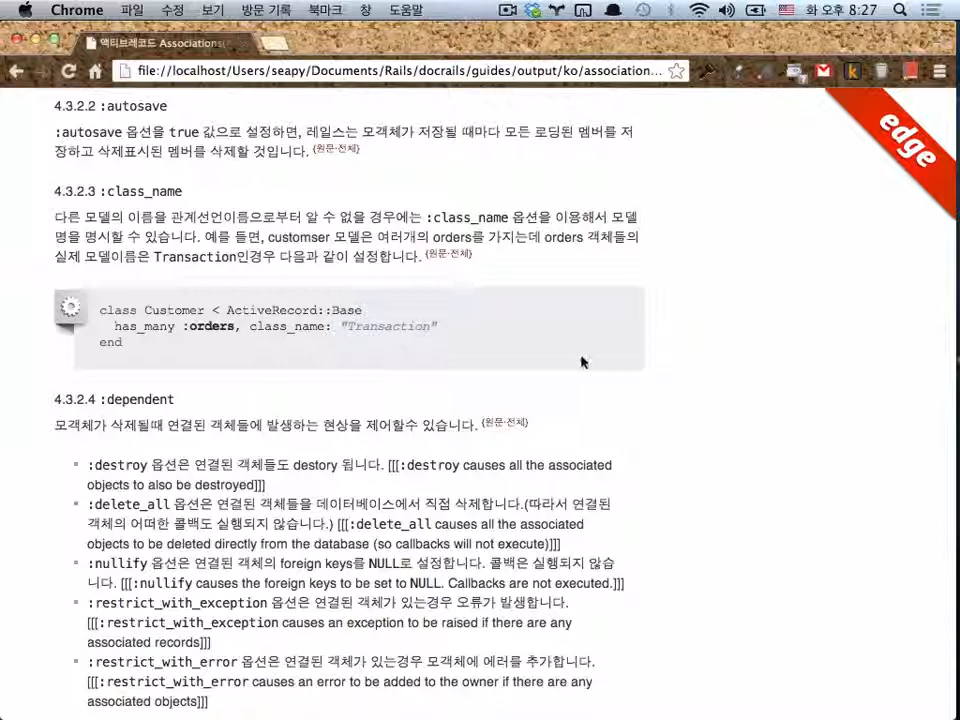 Chrome 파일 수정 보기 방문 기록 북마크 창 도움말 화 오후 8:27
액티브레코드 Associations(
file://localhost/Users/seapy/Documents/Rails/docrails/guides/output/ko/association...
edge
4.3.2.2 :autosave
:autosave 옵션을 true 값으로 설정하면, 레일스는 모객체가 저장될 때마다 모든 로딩된 멤버를 저
장하고 삭제표시된 멤버를 삭제할 것입니다. {원문-전체}
4.3.2.3 :class_name
다른 모델의 이름을 관계선언이름으로부터 알 수 없을 경우에는 :class_name 옵션을 이용해서 모델
명을 명시할 수 있습니다. 예를 들면, customser 모델은 여러개의 orders를 가지는데 orders 객체들의
실제 모델이름은 Transaction인경우 다음과 같이 설정합니다. {원문-전체}
class Customer < ActiveRecord::Base
has_many :orders, class_name: "Transaction"
end
4.3.2.4 :dependent
모객체가 삭제될때 연결된 객체들에 발생하는 현상을 제어할수 있습니다. {원문-전체}
:destroy 옵션은 연결된 객체들도 destory 됩니다. [[[:destroy causes all the associated
objects to also be destroyed]]]
:delete_all 옵션은 연결된 객체들을 데이터베이스에서 직접 삭제합니다.(따라서 연결된
객체의 어떠한 콜백도 실행되지 않습니다.) [[[:delete_all causes all the associated
objects to be deleted directly from the database (so callbacks will not execute)]]]
:nullify 옵션은 연결된 객체의 foreign keys를 NULL로 설정합니다. 콜백은 실행되지 않습
니다. [[[:nullify causes the foreign keys to be set to NULL. Callbacks are not executed.]]]
:restrict_with_exception 옵션은 연결된 객체가 있는경우 오류가 발생합니다.
[[[:restrict_with_exception causes an exception to be raised if there are any
associated records]]]
:restrict_with_error 옵션은 연결된 객체가 있는경우 모객체에 에러를 추가합니다.
[[[:restrict_with_error causes an error to be added to the owner if there are any
associated objects]]]